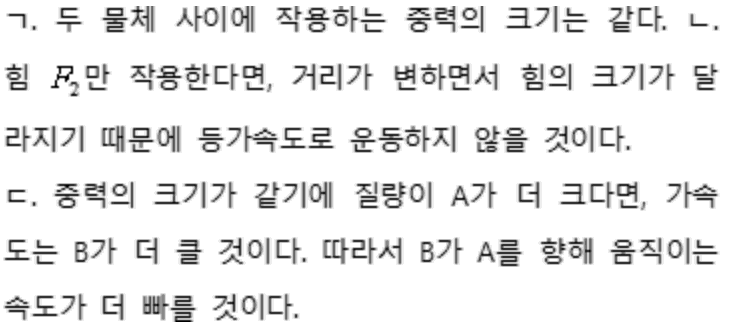 ㄱ. 두 물체 사이에 작용하는 중력의 크기는 같다. ㄴ.
힘 F₂만 작용한다면, 거리가 변하면서 힘의 크기가 달
라지기 때문에 등가속도로 운동하지 않을 것이다.
ㄷ. 중력의 크기가 같기에 질량이 A가 더 크다면, 가속
도는 B가 더 클 것이다. 따라서 B가 A를 향해 움직이는
속도가 더 빠를 것이다.